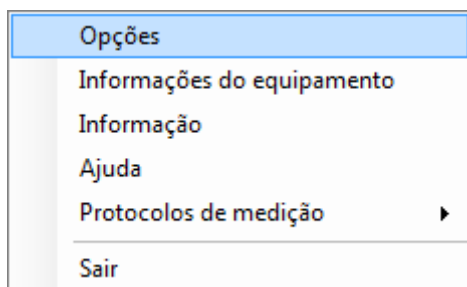 Opções
Informações do equipamento
Informação
Ajuda
Protocolos de medição
Sair